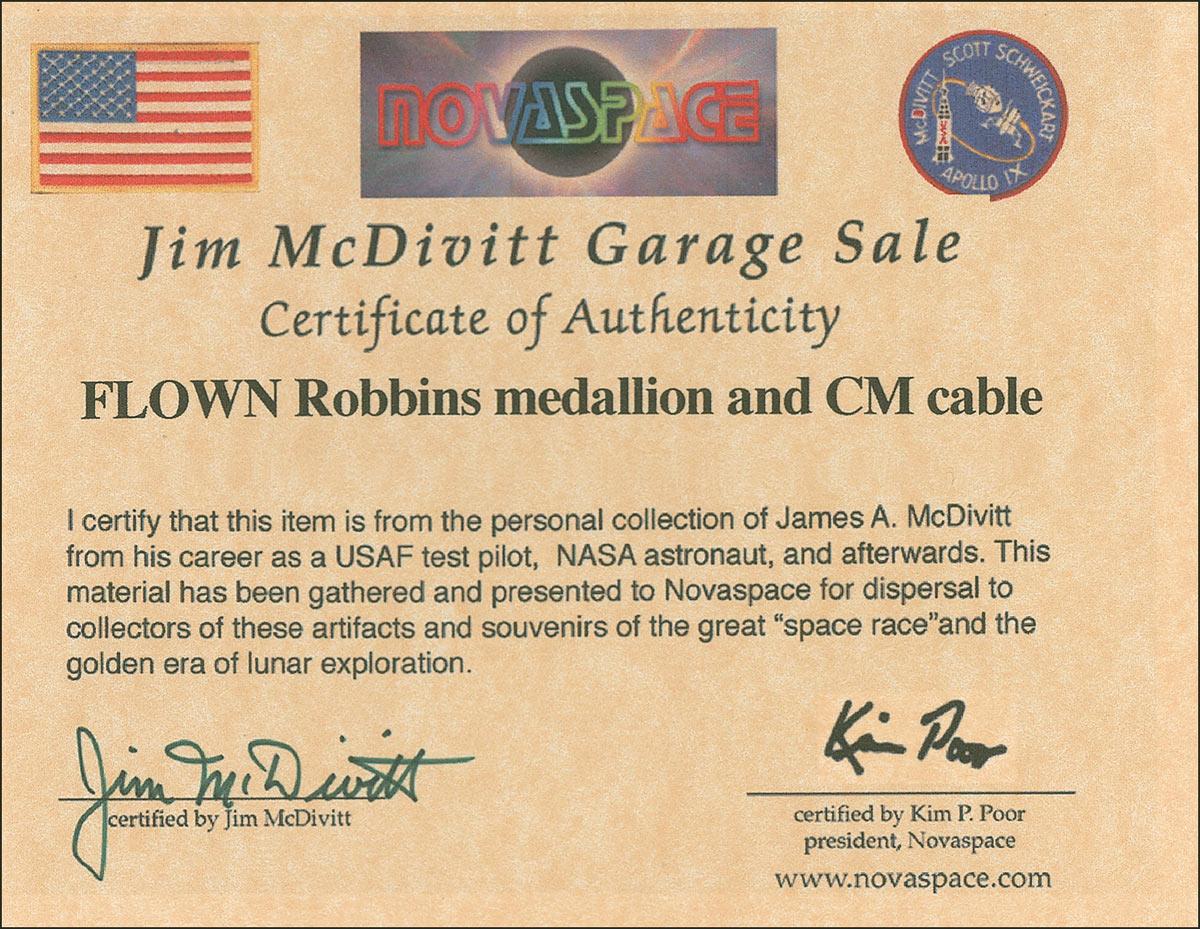 NOVASPACE
McDIVITT SCOTT SCHWEICKART
APOLLO IX
Jim McDivitt Garage Sale
Certificate of Authenticity
FLOWN Robbins medallion and CM cable
I certify that this item is from the personal collection of James A. McDivitt
from his career as a USAF test pilot,  NASA astronaut, and afterwards. This
material has been gathered and presented to Novaspace for dispersal to
collectors of these artifacts and souvenirs of the great “space race”and the
golden era of lunar exploration.
Jim McDivitt
certified by Jim McDivitt
Kim Poor
certified by Kim P. Poor
president, Novaspace
www.novaspace.com